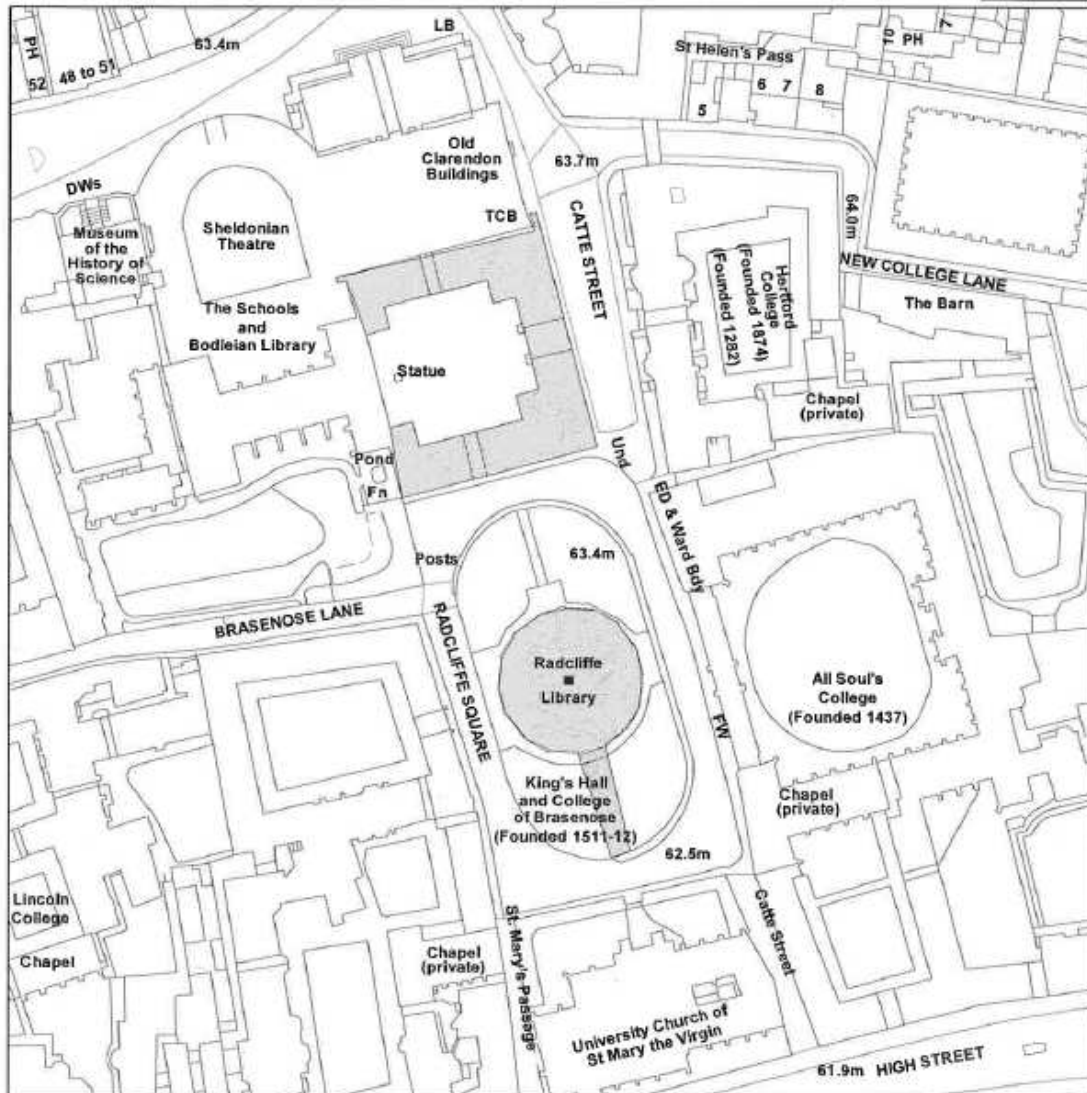 LB
PH
52
48 to 51
63.4m
10
PH
7
St Helen's Pass
5
6
7
8
Old
Clarendon
Buildings
63.7m
DWs
TCB
CATTE STREET
64.0m
Museum
of the
History of
Science
Sheldonian
Theatre
Hertford
College
(Founded 1874)
(Founded 1282)
NEW COLLEGE LANE
The Barn
The Schools
and
Bodleian Library
Statue
Chapel
(private)
Und
Pond
Fn
ED & Ward Bdy
Posts
63.4m
BRASENOSE LANE
RADCLIFFE SQUARE
Radcliffe
Library
All Soul's
College
(Founded 1437)
FW
King's Hall
and College
of Brasenose
(Founded 1511-12)
Chapel
(private)
62.5m
Lincoln
College
Chapel
Chapel
(private)
St. Mary's Passage
Catte Street
University Church of
St Mary the Virgin
61.9m
HIGH STREET